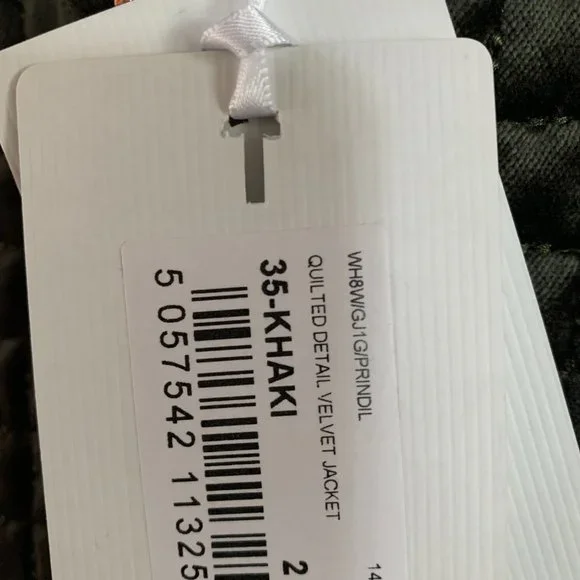 WH8W/GJ1G/PRINDIL
QUILTED DETAIL VELVET JACKET
35-KHAKI
2
5 057542 11325